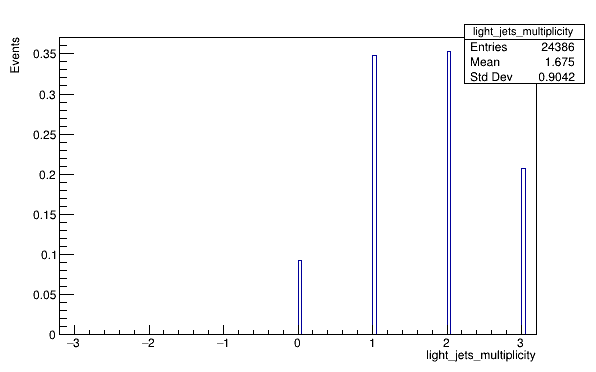 light_jets_multiplicity
Entries 24386
Mean 1.675
Std Dev 0.9042
Events
0.35
0.3
0.25
0.2
0.15
0.1
0.05
0
−3 −2 −1 0 1 2 3
light_jets_multiplicity